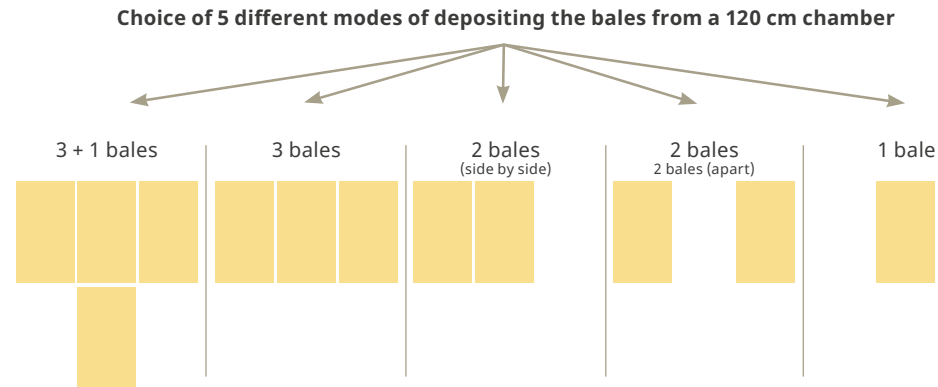 Choice of 5 different modes of depositing the bales from a 120 cm chamber
3 + 1 bales
3 bales
2 bales
(side by side)
2 bales
2 bales (apart)
1 bale